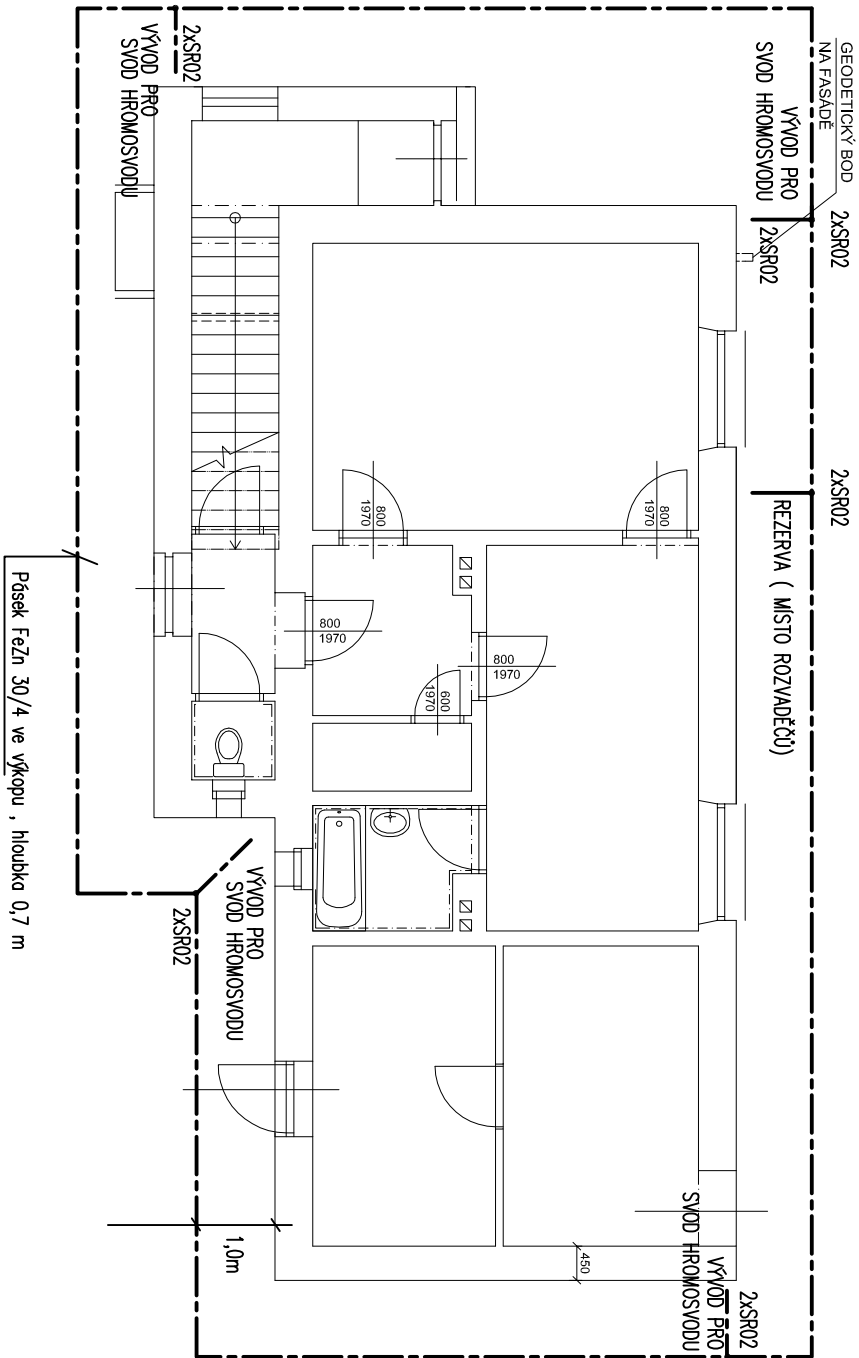 GEODETICKÝ BOD
NA FASÁDĚ
2xSR02
VÝVOD PRO
SVOD HROMOSVODU
2xSR02
VÝVOD PRO
SVOD HROMOSVODU
2xSR02
2xSR02
REZERVA ( MÍSTO ROZVADĚČŮ)
800
1970
800
1970
800
1970
800
1970
600
1970
VÝVOD PRO
SVOD HROMOSVODU
2xSR02
2xSR02
VÝVOD PRO
SVOD HROMOSVODU
450
1,0m
Pásek FeZn 30/4 ve výkopu , hloubka 0,7 m